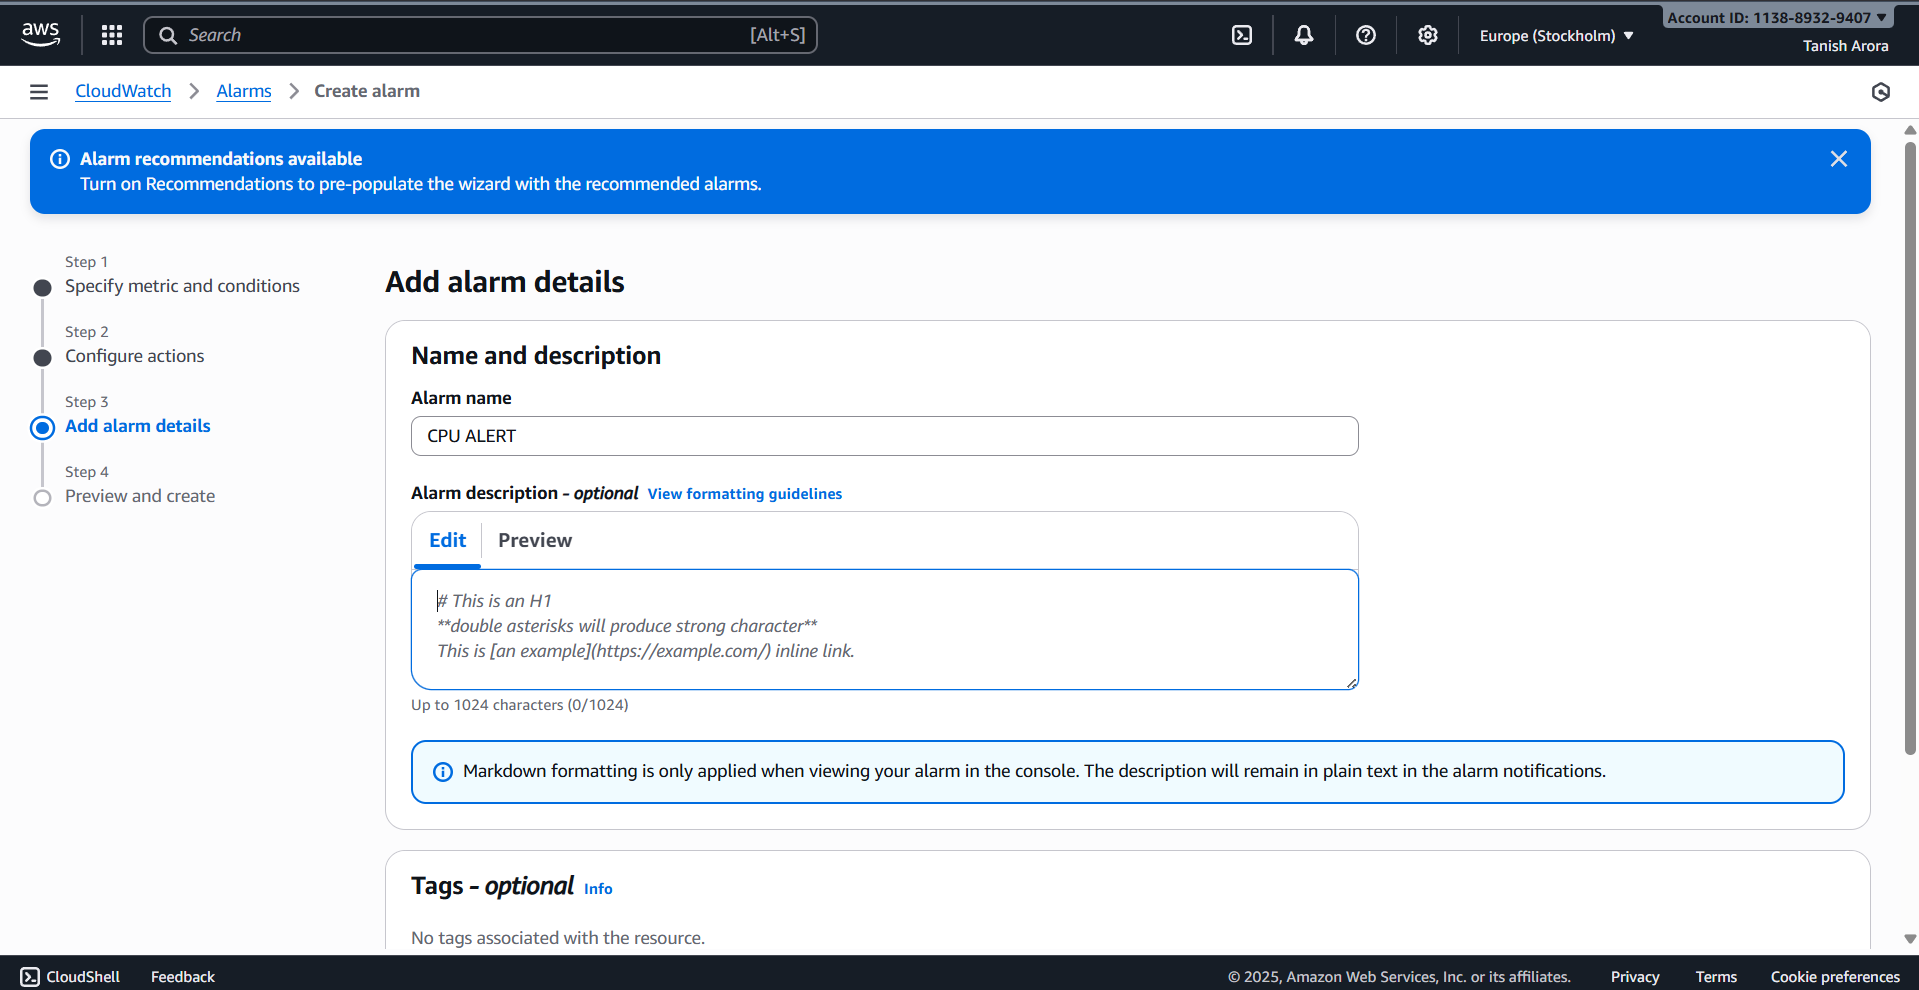 aws
Search [Alt+S]
Europe (Stockholm)
Account ID: 1138-8932-9407
Tanish Arora
CloudWatch
Alarms
Create alarm
Alarm recommendations available
Turn on Recommendations to pre-populate the wizard with the recommended alarms.
Step 1
Specify metric and conditions
Step 2
Configure actions
Step 3
Add alarm details
Step 4
Preview and create
Add alarm details
Name and description
Alarm name
CPU ALERT
Alarm description - optional View formatting guidelines
Edit
Preview
# This is an H1
**double asterisks will produce strong character**
This is [an example](https://example.com/) inline link.
Up to 1024 characters (0/1024)
Markdown formatting is only applied when viewing your alarm in the console. The description will remain in plain text in the alarm notifications.
Tags - optional Info
No tags associated with the resource.
CloudShell
Feedback
© 2025, Amazon Web Services, Inc. or its affiliates.
Privacy
Terms
Cookie preferences